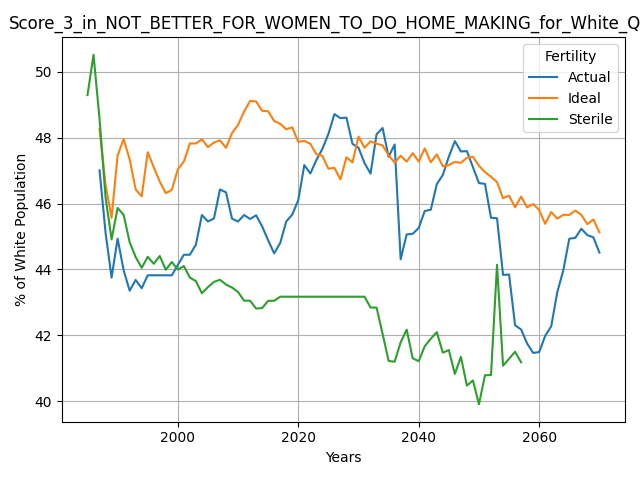 Score_3_in_NOT_BETTER_FOR_WOMEN_TO_DO_HOME_MAKING_for_White_Q
% of White Population
50
48
46
44
42
40
Fertility
Actual
Ideal
Sterile
2000 2020 2040 2060
Years